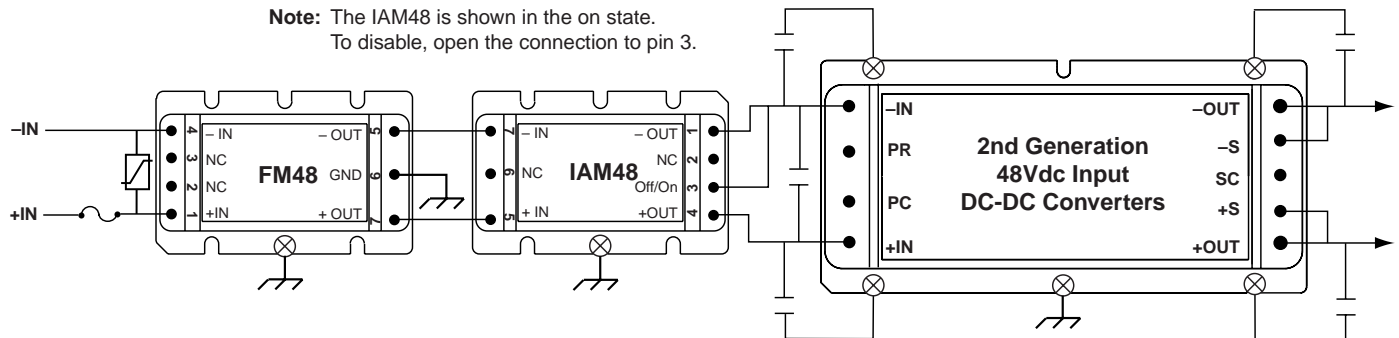 Note: The IAM48 is shown in the on state.
To disable, open the connection to pin 3.
–IN
+IN
4
3
2
1
– IN
NC
NC
+IN
FM48
– OUT
GND
+ OUT
5
6
7
7
6
5
– IN
NC
+ IN
IAM48
– OUT
NC
Off/On
+OUT
1
2
3
4
–IN
PR
PC
+IN
2nd Generation
48Vdc Input
DC-DC Converters
–OUT
–S
SC
+S
+OUT